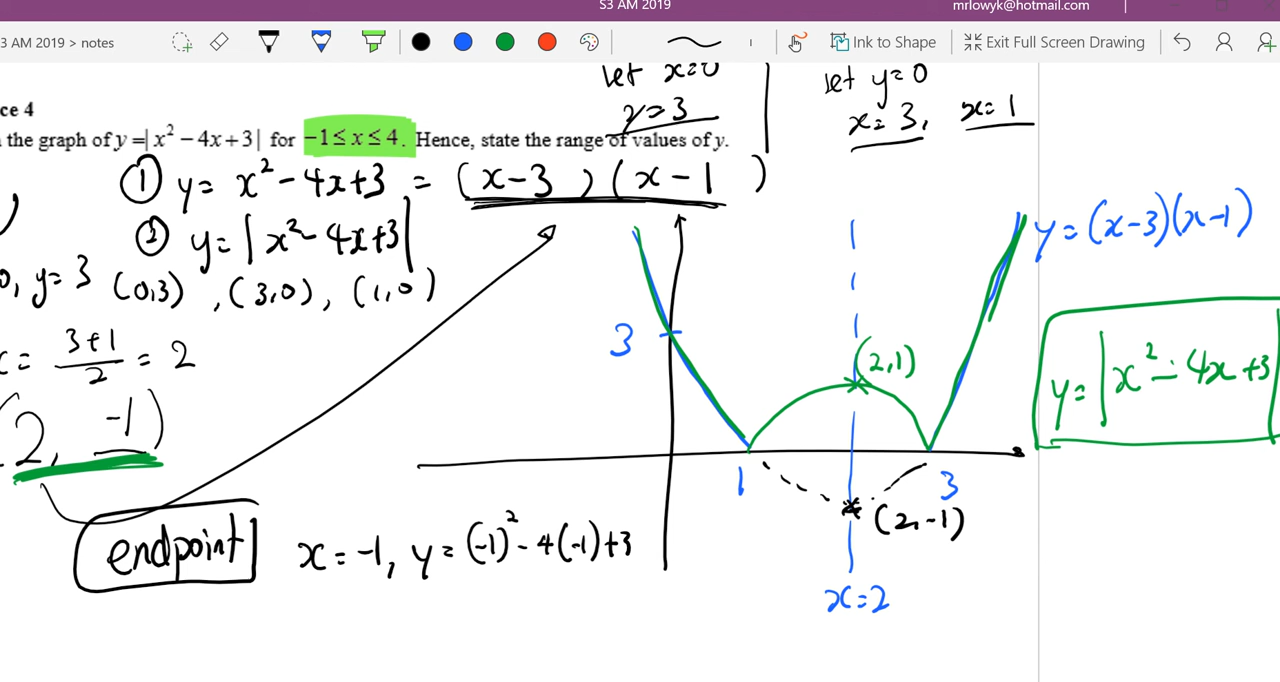 S3 AM 2019
mrlowyk@hotmail.com
3 AM 2019 > notes
Ink to Shape
Exit Full Screen Drawing
let x=0
y=3
let y=0
x=3, x=1
ce 4
the graph of y=|x²-4x+3| for -1≤x≤4. Hence, state the range of values of y.
① y= x²-4x+3 = (x-3)(x-1)
② y=|x²-4x+3|
0, y=3 (0,3), (3,0), (1,0)
x= 3+1/2 = 2
(2, -1)
endpoint
x=-1, y=(-1)²-4(-1)+3
3
1
3
(2,1)
(2,-1)
x=2
y=(x-3)(x-1)
y=|x²-4x+3|